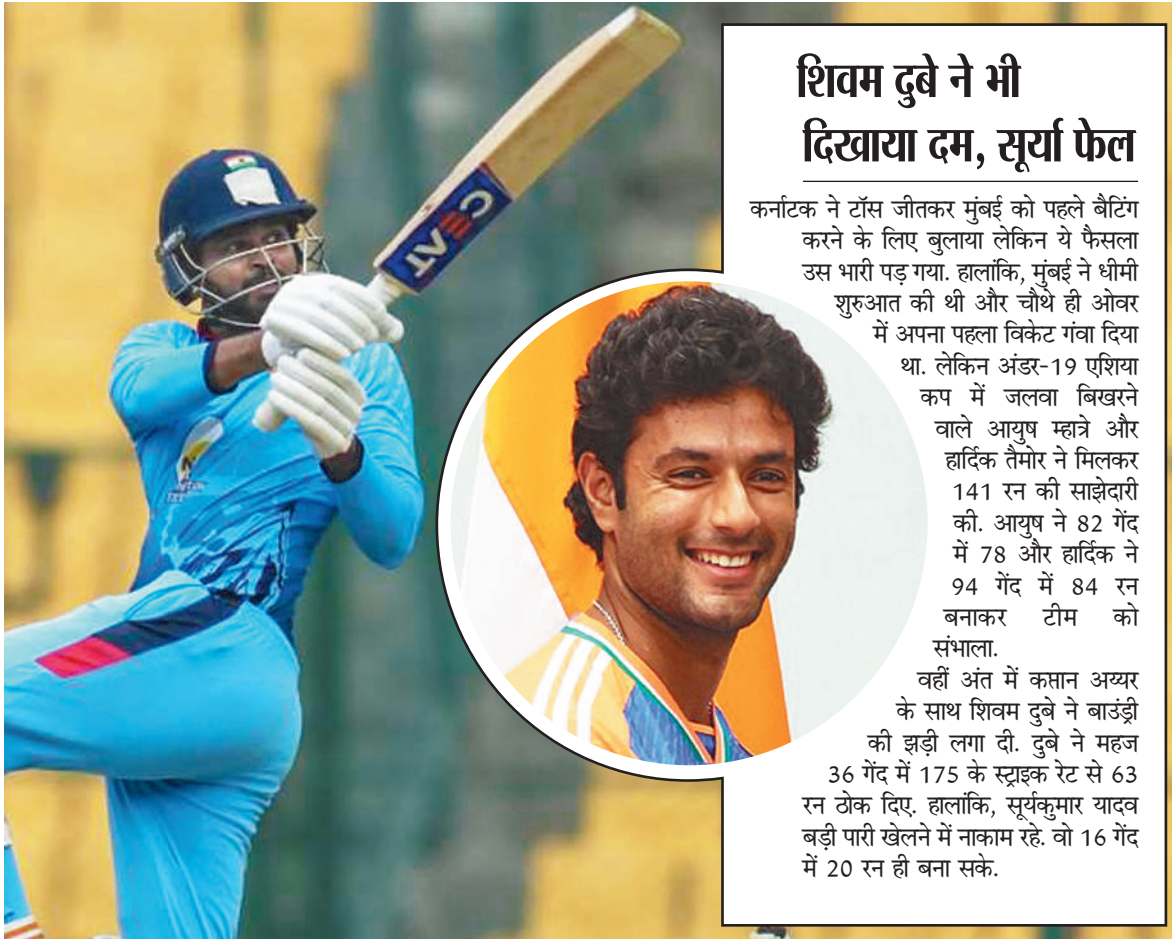 CEAT
शिवम दुबे ने भी
दिखाया दम, सूर्या फेल
कर्नाटक ने टॉस जीतकर मुंबई को पहले बैटिंग
करने के लिए बुलाया लेकिन ये फैसला
उस भारी पड़ गया. हालांकि, मुंबई ने धीमी
शुरुआत की थी और चौथे ही ओवर
में अपना पहला विकेट गंवा दिया
था. लेकिन अंडर-19 एशिया
कप में जलवा बिखरने
वाले आयुष म्हात्रे और
हार्दिक तैमोर ने मिलकर
141 रन की साझेदारी
की. आयुष ने 82 गेंद
में 78 और हार्दिक ने
94 गेंद में 84 रन
बनाकर टीम को
संभाला.
वहीं अंत में कप्तान अय्यर
के साथ शिवम दुबे ने बाउंड्री
की झड़ी लगा दी. दुबे ने महज
36 गेंद में 175 के स्ट्राइक रेट से 63
रन ठोक दिए. हालांकि, सूर्यकुमार यादव
बड़ी पारी खेलने में नाकाम रहे. वो 16 गेंद
में 20 रन ही बना सके.